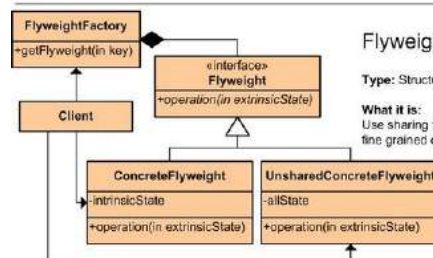 FlyweightFactory
+getFlyweight(in key)
«interface»
Flyweight
+operation(in extrinsicState)
Client
ConcreteFlyweight
-intrinsicState
+operation(in extrinsicState)
UnsharedConcreteFlyweight
-allState
+operation(in extrinsicState)
Flyweig
Type: Structu
What it is:
Use sharing
fine grained